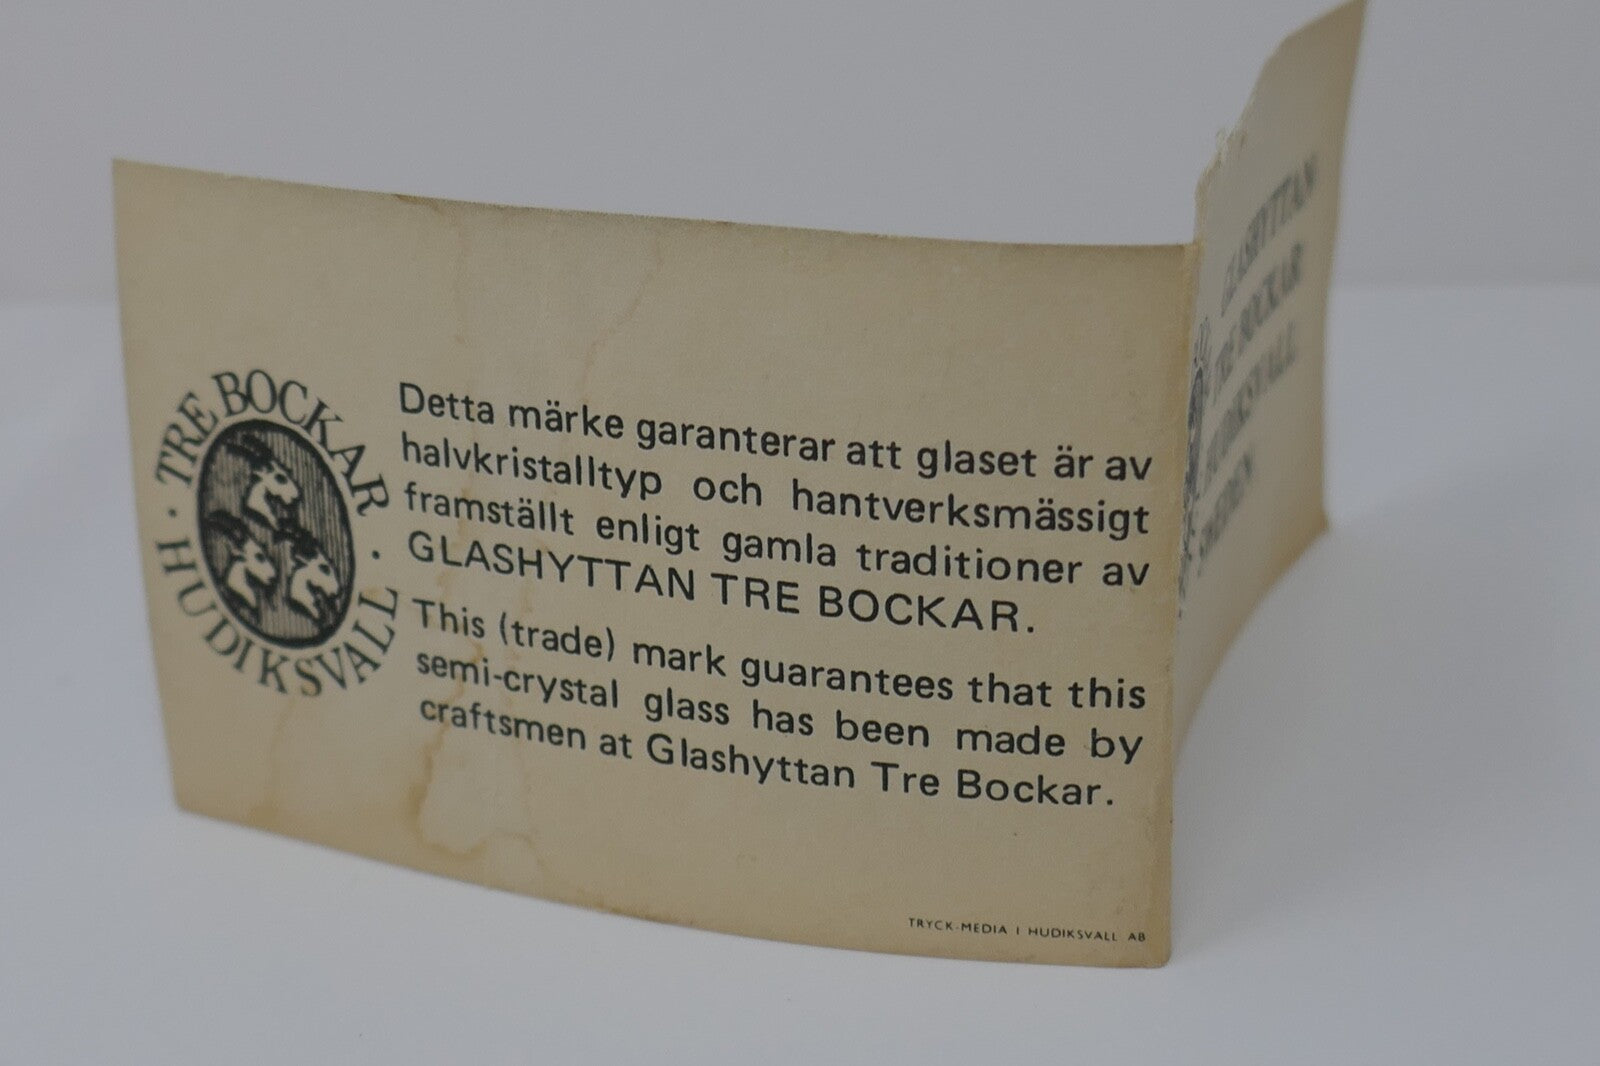 TRE BOCKAR
· HUDIKSVALL ·
Detta märke garanterar att glaset är av
halvkristalltyp och hantverksmässigt
framställt enligt gamla traditioner av
GLASHYTTAN TRE BOCKAR.
This (trade) mark guarantees that this
semi-crystal glass has been made by
craftsmen at Glashyttan Tre Bockar.
TRYCK-MEDIA I HUDIKSVALL AB
GLASHYTTAN
TRE BOCKAR
HUDIKSVALL
SWEDEN